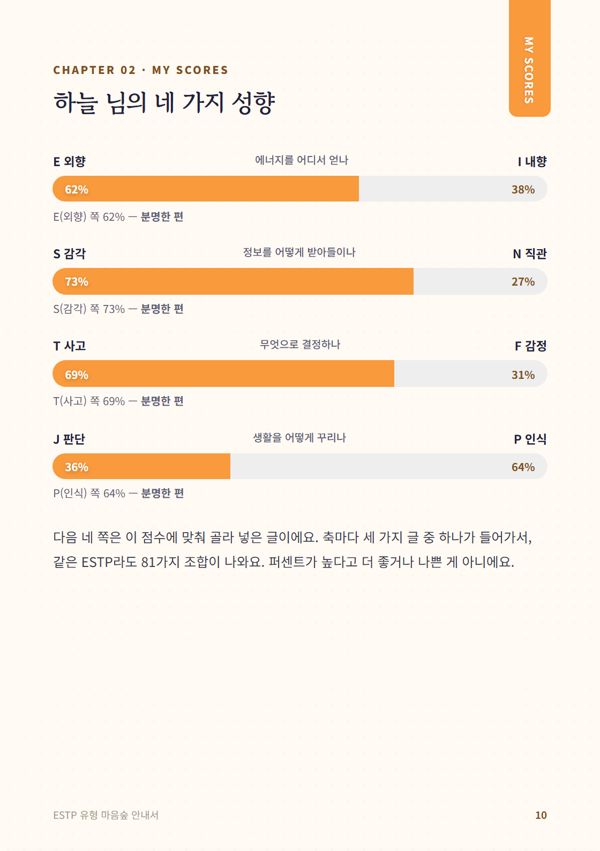 MY SCORES
CHAPTER 02 · MY SCORES
하늘 님의 네 가지 성향
E 외향 에너지를 어디서 얻나 I 내향
62% 38%
E(외향) 쪽 62% — 분명한 편
S 감각 정보를 어떻게 받아들이나 N 직관
73% 27%
S(감각) 쪽 73% — 분명한 편
T 사고 무엇으로 결정하나 F 감정
69% 31%
T(사고) 쪽 69% — 분명한 편
J 판단 생활을 어떻게 꾸리나 P 인식
36% 64%
P(인식) 쪽 64% — 분명한 편
다음 네 쪽은 이 점수에 맞춰 골라 넣은 글이에요. 축마다 세 가지 글 중 하나가 들어가서,
같은 ESTP라도 81가지 조합이 나와요. 퍼센트가 높다고 더 좋거나 나쁜 게 아니에요.
ESTP 유형 마음숲 안내서 10